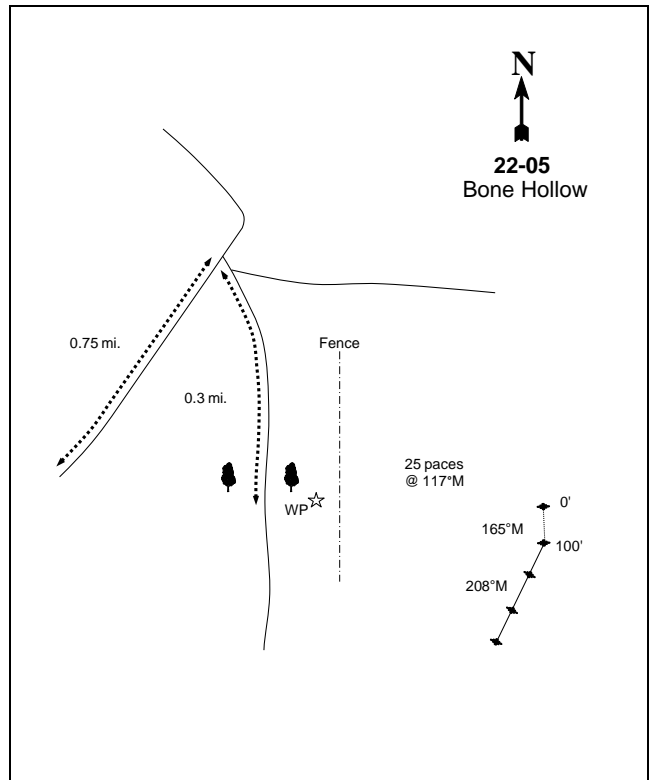 N
22-05
Bone Hollow
0.75 mi.
Fence
0.3 mi.
25 paces
@ 117°M
WP
0'
165°M
100'
208°M